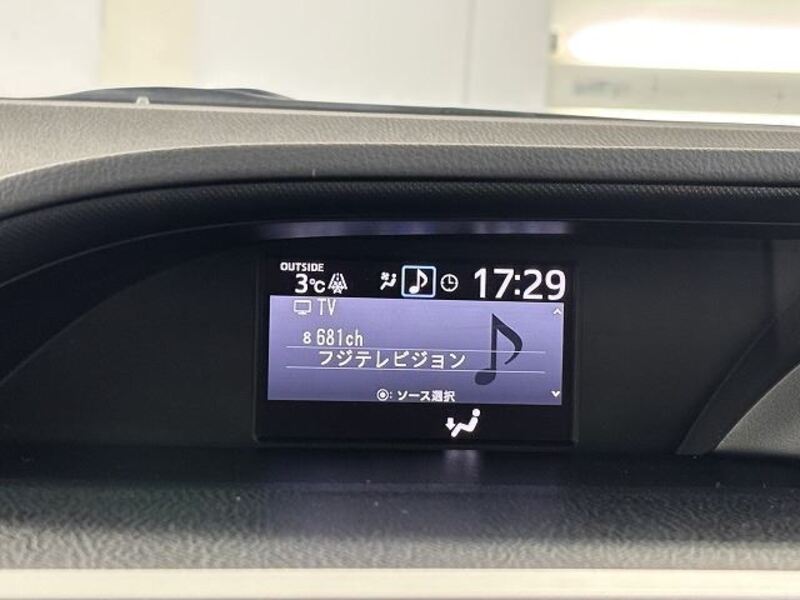 OUTSIDE
3℃
17:29
TV
8 681ch
フジテレビジョン
◉: ソース選択